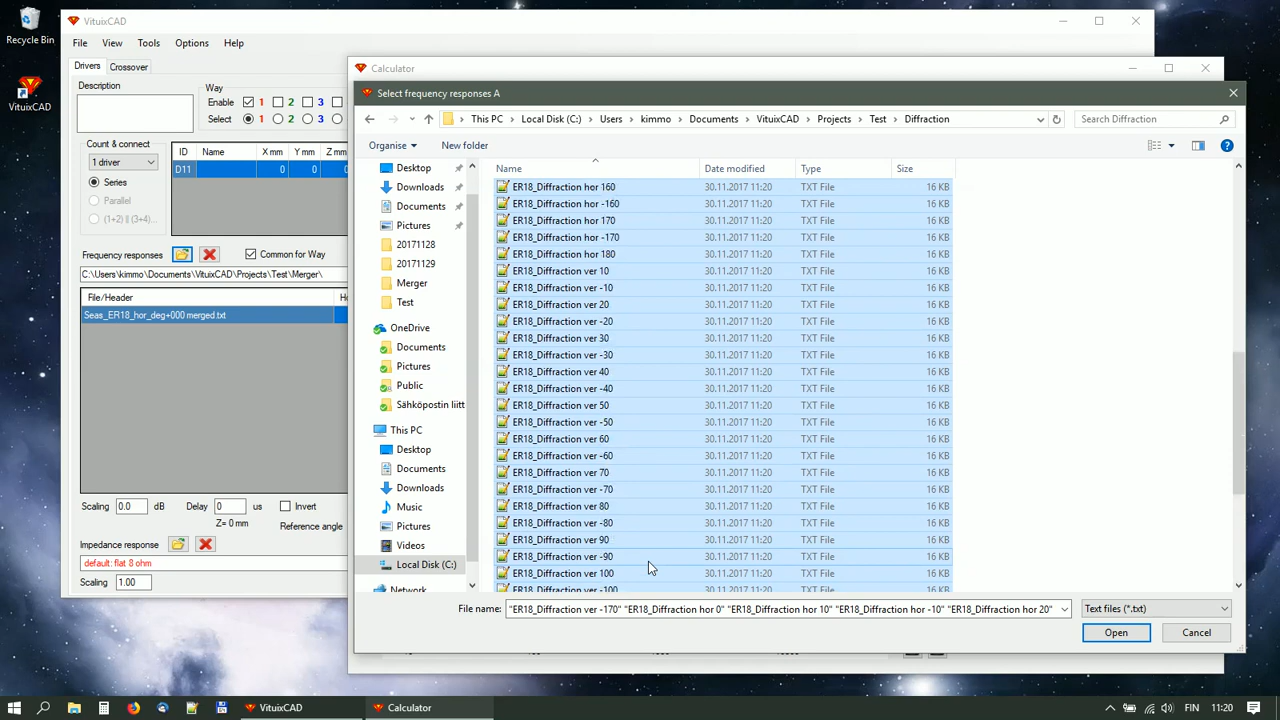 Recycle Bin
VituixCAD
VituixCAD
File View Tools Options Help
Drivers Crossover
Description
Way
Enable 1 2 3
Select 1 2 3
Count & connect
1 driver
Series
Parallel
(1+2) || (3+4)...
ID Name X mm Y mm Z mm
D11 0 0 0
Frequency responses Common for Way
C:\Users\kimmo\Documents\VituixCAD\Projects\Test\Merger\
File/Header Ho
Seas_ER18_hor_deg+000 merged.txt
Scaling 0.0 dB Delay 0 us Invert
Z= 0 mm Reference angle
Impedance response
default: flat 8 ohm
Scaling 1.00
Calculator
Select frequency responses A
This PC Local Disk (C:) Users kimmo Documents VituixCAD Projects Test Diffraction
Search Diffraction
Organise New folder
Desktop
Downloads
Documents
Pictures
20171128
20171129
Merger
Test
OneDrive
Documents
Pictures
Public
Sähköpostin liitt
This PC
Desktop
Documents
Downloads
Music
Pictures
Videos
Local Disk (C:)
Network
Name Date modified Type Size
ER18_Diffraction hor 160 30.11.2017 11:20 TXT File 16 KB
ER18_Diffraction hor -160 30.11.2017 11:20 TXT File 16 KB
ER18_Diffraction hor 170 30.11.2017 11:20 TXT File 16 KB
ER18_Diffraction hor -170 30.11.2017 11:20 TXT File 16 KB
ER18_Diffraction hor 180 30.11.2017 11:20 TXT File 16 KB
ER18_Diffraction ver 10 30.11.2017 11:20 TXT File 16 KB
ER18_Diffraction ver -10 30.11.2017 11:20 TXT File 16 KB
ER18_Diffraction ver 20 30.11.2017 11:20 TXT File 16 KB
ER18_Diffraction ver -20 30.11.2017 11:20 TXT File 16 KB
ER18_Diffraction ver 30 30.11.2017 11:20 TXT File 16 KB
ER18_Diffraction ver -30 30.11.2017 11:20 TXT File 16 KB
ER18_Diffraction ver 40 30.11.2017 11:20 TXT File 16 KB
ER18_Diffraction ver -40 30.11.2017 11:20 TXT File 16 KB
ER18_Diffraction ver 50 30.11.2017 11:20 TXT File 16 KB
ER18_Diffraction ver -50 30.11.2017 11:20 TXT File 16 KB
ER18_Diffraction ver 60 30.11.2017 11:20 TXT File 16 KB
ER18_Diffraction ver -60 30.11.2017 11:20 TXT File 16 KB
ER18_Diffraction ver 70 30.11.2017 11:20 TXT File 16 KB
ER18_Diffraction ver -70 30.11.2017 11:20 TXT File 16 KB
ER18_Diffraction ver 80 30.11.2017 11:20 TXT File 16 KB
ER18_Diffraction ver -80 30.11.2017 11:20 TXT File 16 KB
ER18_Diffraction ver 90 30.11.2017 11:20 TXT File 16 KB
ER18_Diffraction ver -90 30.11.2017 11:20 TXT File 16 KB
ER18_Diffraction ver 100 30.11.2017 11:20 TXT File 16 KB
ER18_Diffraction ver -100 30.11.2017 11:20 TXT File 16 KB
File name: "ER18_Diffraction ver -170" "ER18_Diffraction hor 0" "ER18_Diffraction hor 10" "ER18_Diffraction hor -10" "ER18_Diffraction hor 20" Text files (*.txt)
Open Cancel
VituixCAD Calculator FIN 11:20